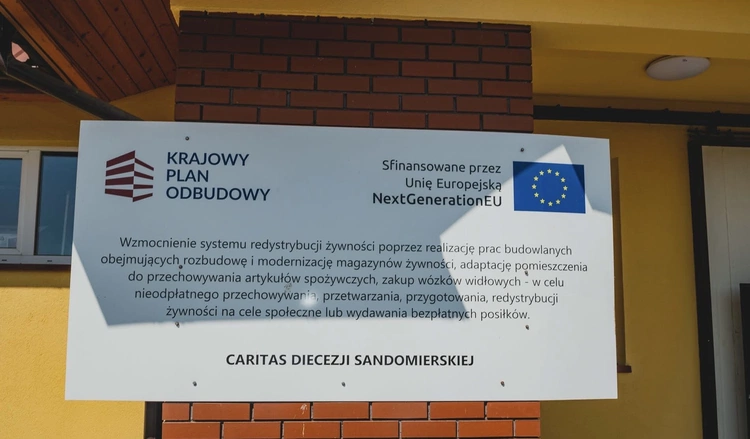 KRAJOWY
PLAN
ODBUDOWY
Sfinansowane przez
Unię Europejską
NextGenerationEU
Wzmocnienie systemu redystrybucji żywności poprzez realizację prac budowlanych
obejmujących rozbudowę i modernizację magazynów żywności, adaptację pomieszczenia
do przechowywania artykułów spożywczych, zakup wózków widłowych - w celu
nieodpłatnego przechowywania, przetwarzania, przygotowania, redystrybucji
żywności na cele społeczne lub wydawania bezpłatnych posiłków.
CARITAS DIECEZJI SANDOMIERSKIEJ